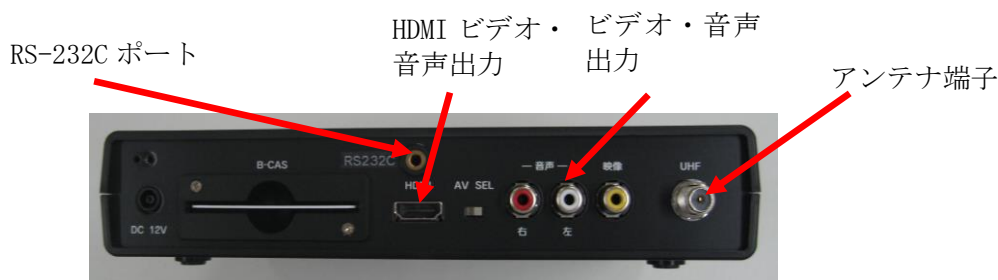 HDMI ビデオ・
音声出力
ビデオ・音声
出力
RS-232C ポート
アンテナ端子
B-CAS
RS232C
HDMI
AV SEL
音声
映像
UHF
DC 12V
右
左